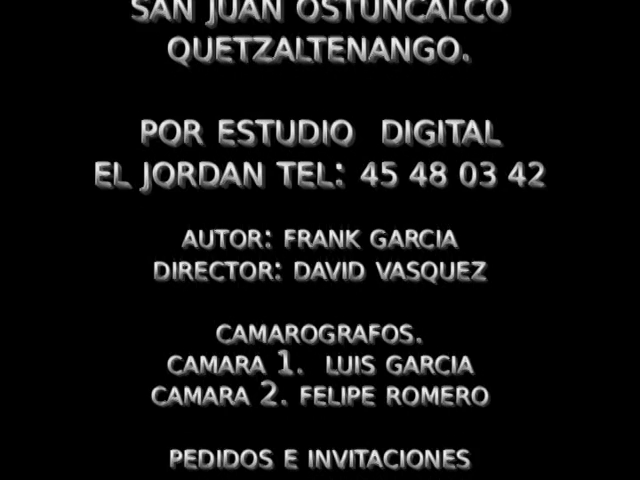 SAN JUAN OSTUNCALCO
QUETZALTENANGO.
POR ESTUDIO DIGITAL
EL JORDAN TEL: 45 48 03 42
AUTOR: FRANK GARCIA
DIRECTOR: DAVID VASQUEZ
CAMAROGRAFOS.
CAMARA 1. LUIS GARCIA
CAMARA 2. FELIPE ROMERO
PEDIDOS E INVITACIONES